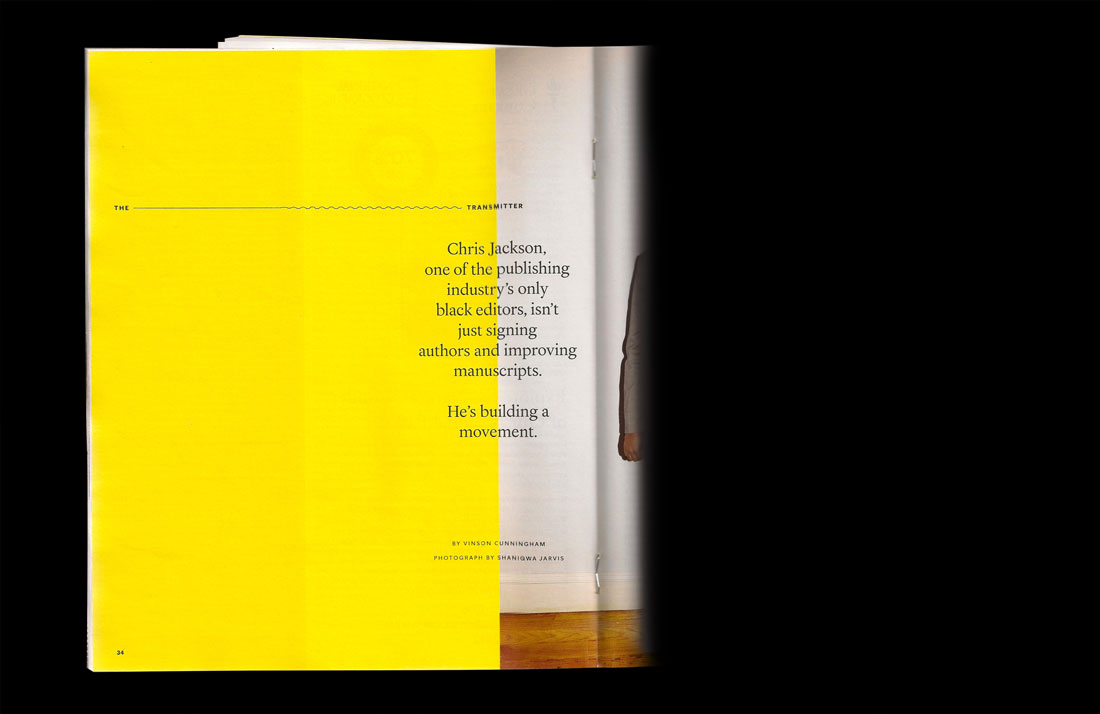 THE TRANSMITTER
Chris Jackson,
one of the publishing
industry's only
black editors, isn't
just signing
authors and improving
manuscripts.
He's building a
movement.
BY VINSON CUNNINGHAM
PHOTOGRAPH BY SHANIQWA JARVIS
34